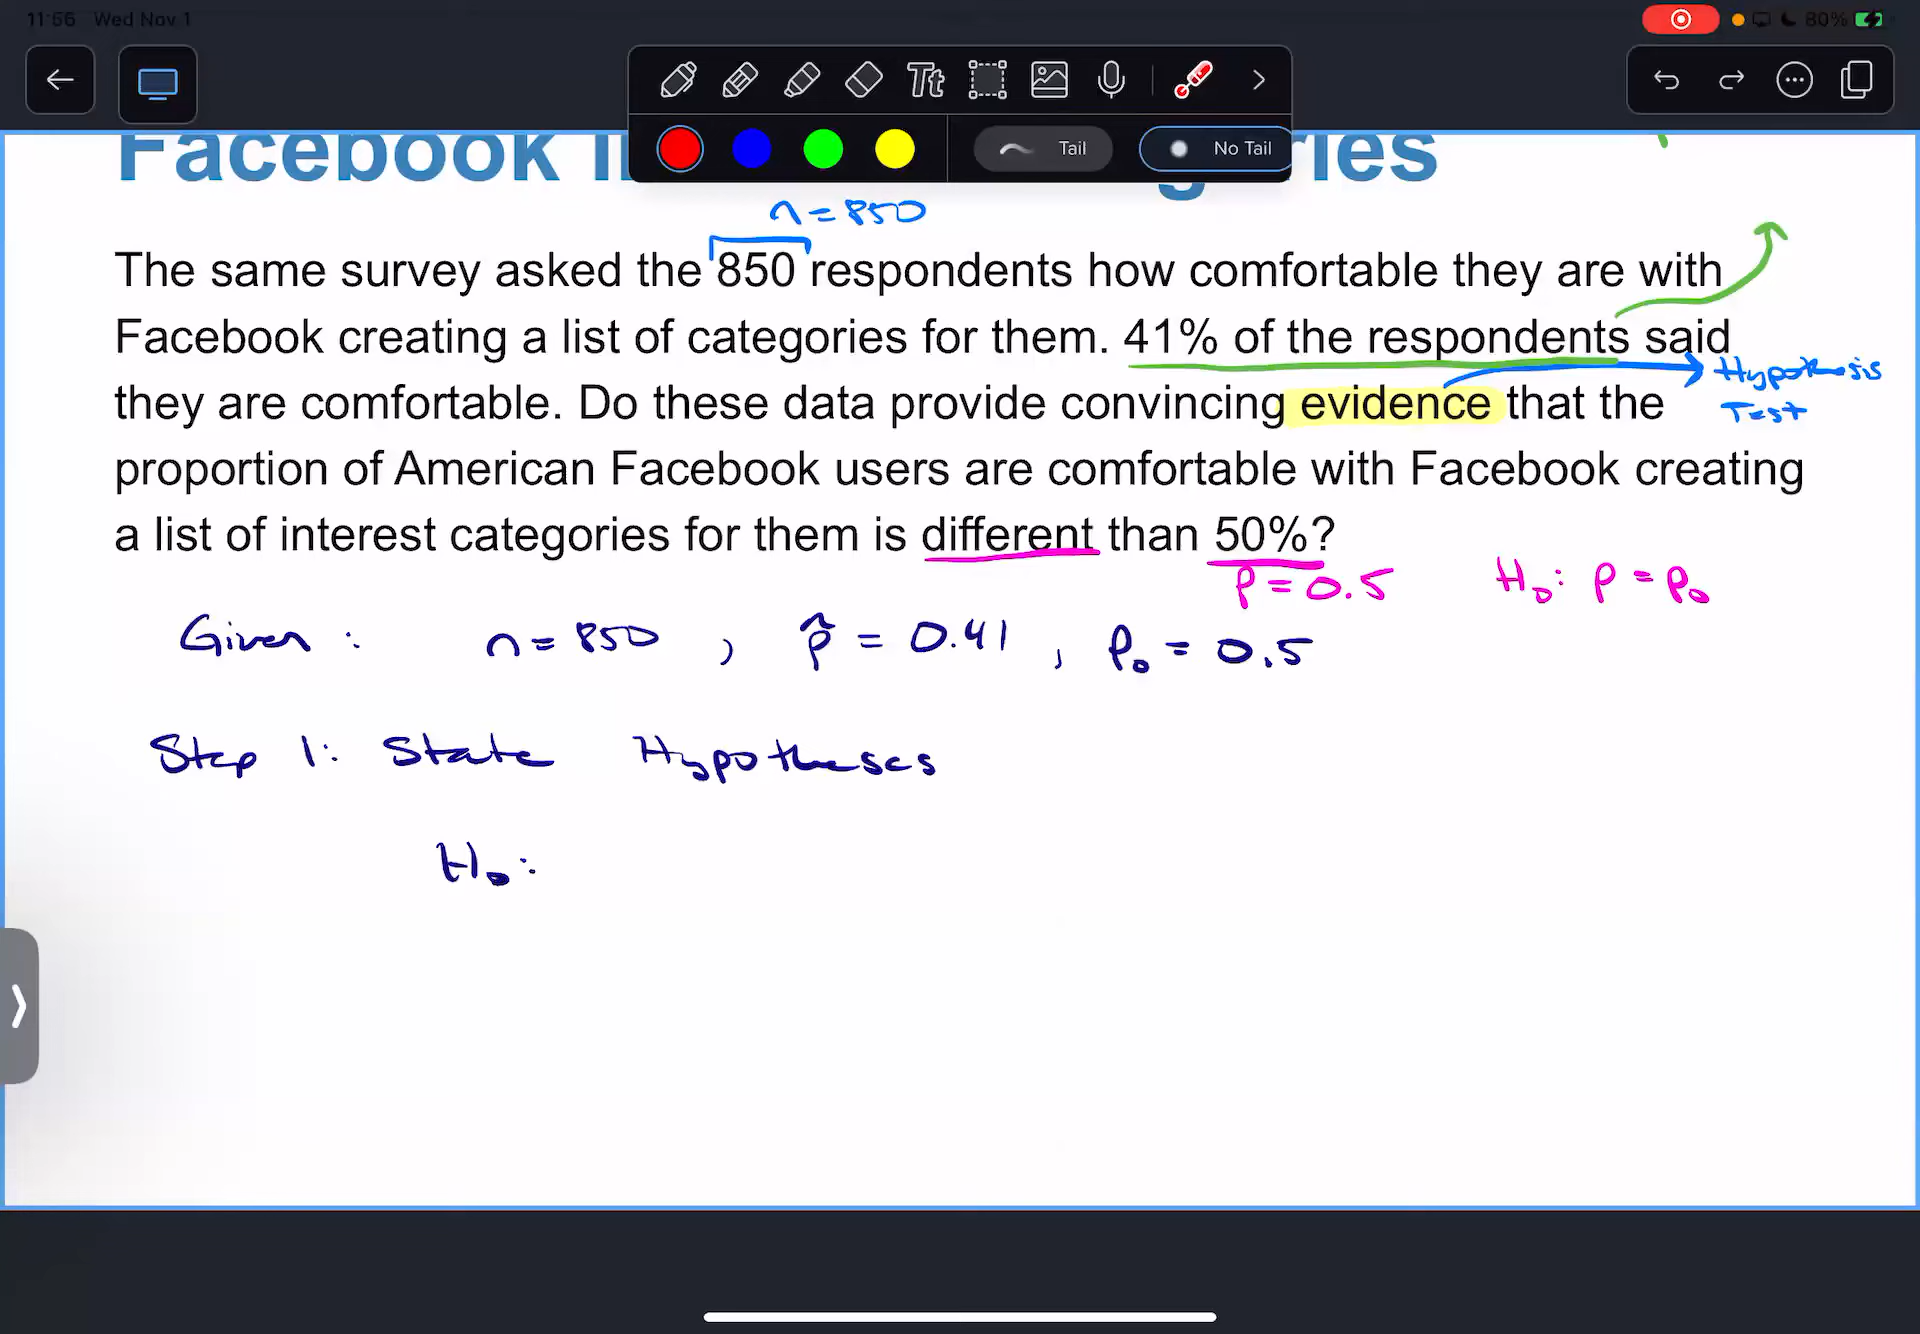 11:56 Wed Nov 1
80%
Tt
Tail
No Tail
Facebook I ries
n = 850
The same survey asked the 850 respondents how comfortable they are with
Facebook creating a list of categories for them. 41% of the respondents said
Hypothesis
Test
they are comfortable. Do these data provide convincing evidence that the
proportion of American Facebook users are comfortable with Facebook creating
a list of interest categories for them is different than 50%?
p = 0.5 H₀: p = p₀
Given : n = 850 , p̂ = 0.41 , p₀ = 0.5
Step 1: State Hypotheses
H₀: